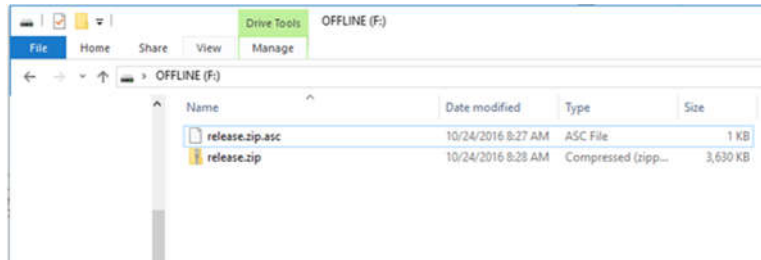 Drive Tools OFFLINE (F:)
File Home Share View Manage
OFFLINE (F:)
Name Date modified Type Size
release.zip.asc 10/24/2016 8:27 AM ASC File 1 KB
release.zip 10/24/2016 8:28 AM Compressed (zipp... 3,630 KB